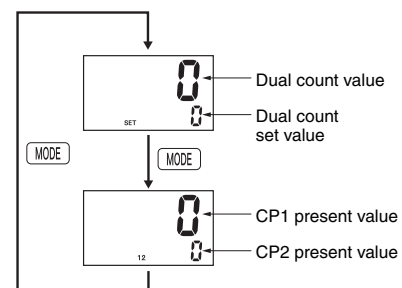 0
Dual count value
0
Dual count
set value
SET
MODE
MODE
0
CP1 present value
0
CP2 present value
12